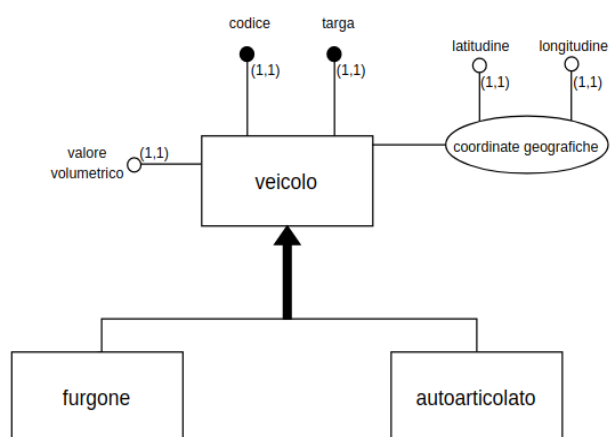 codice
targa
latitudine
longitudine
(1,1)
(1,1)
(1,1)
(1,1)
valore
volumetrico
(1,1)
veicolo
coordinate geografiche
furgone
autoarticolato